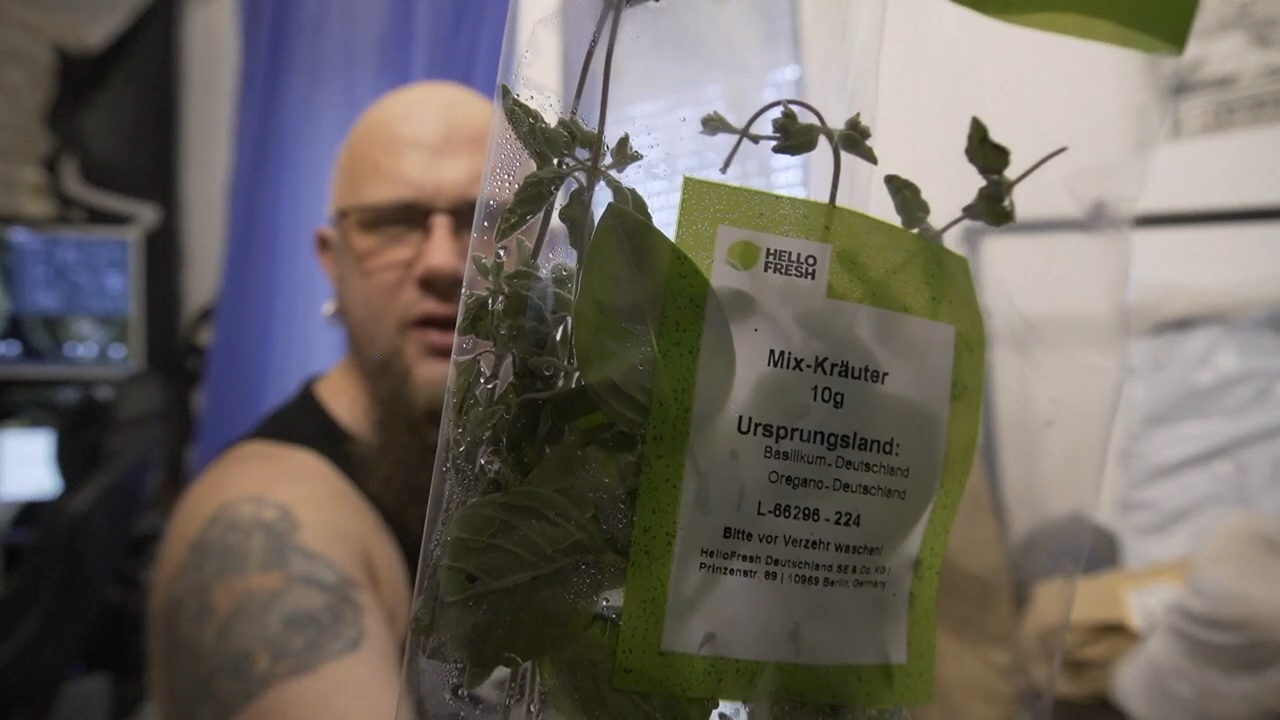 HELLO
FRESH
Mix-Kräuter
10g
Ursprungsland:
Basilikum-Deutschland
Oregano-Deutschland
L-66296-224
Bitte vor Verzehr waschen!
HelloFresh Deutschland SE & Co. KG |
Prinzenstr. 89 | 10969 Berlin, Germany